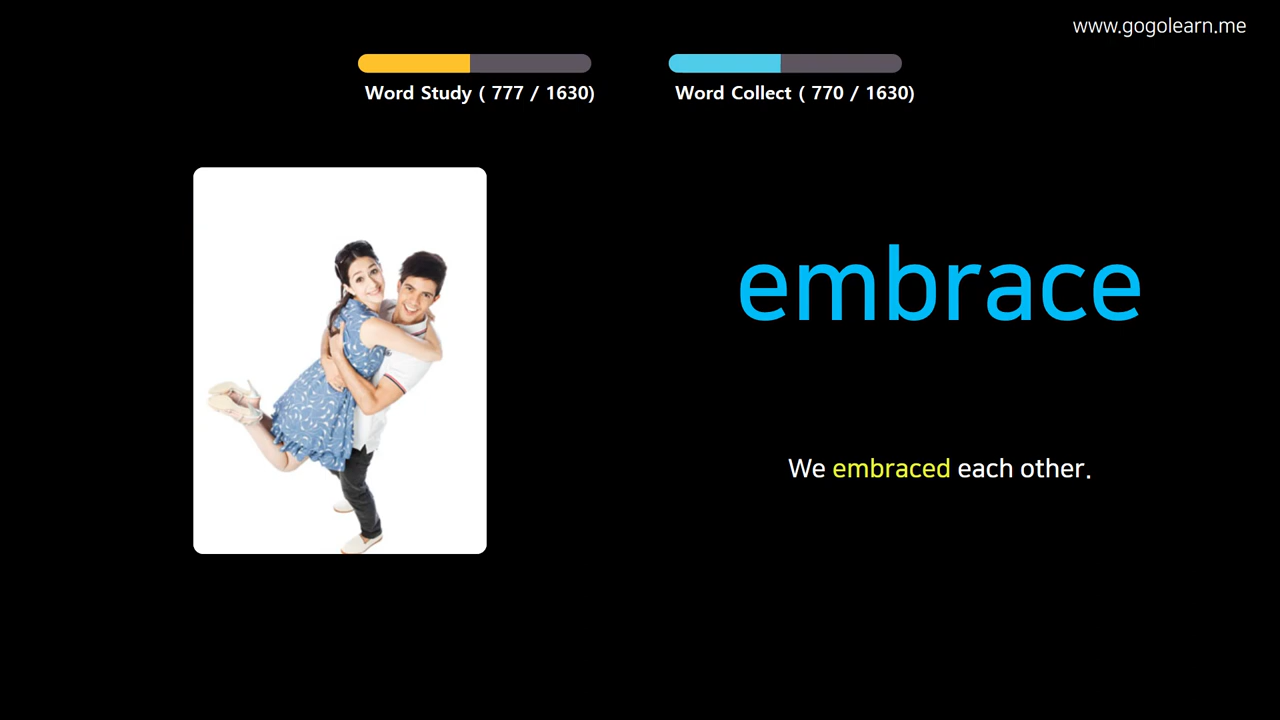 www.gogolearn.me
Word Study ( 777 / 1630)
Word Collect ( 770 / 1630)
embrace
We embraced each other.